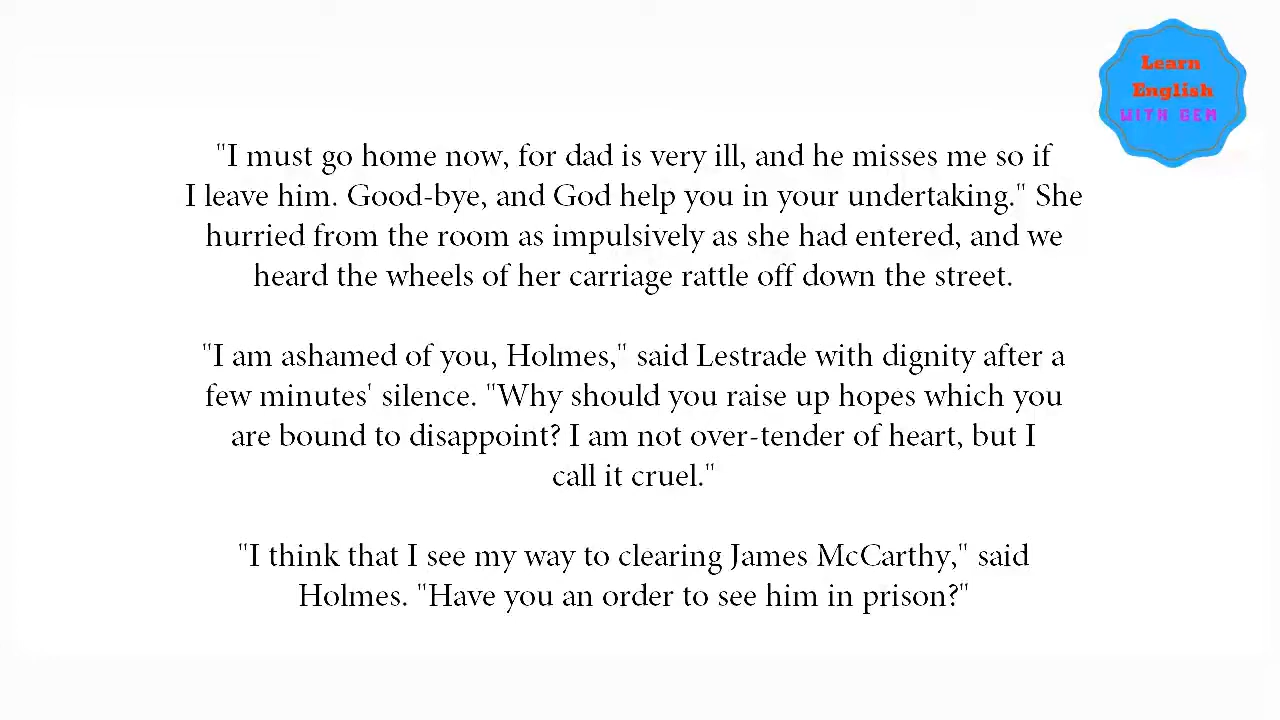 Learn
English
WITH GEM
"I must go home now, for dad is very ill, and he misses me so if
I leave him. Good-bye, and God help you in your undertaking." She
hurried from the room as impulsively as she had entered, and we
heard the wheels of her carriage rattle off down the street.
"I am ashamed of you, Holmes," said Lestrade with dignity after a
few minutes' silence. "Why should you raise up hopes which you
are bound to disappoint? I am not over-tender of heart, but I
call it cruel."
"I think that I see my way to clearing James McCarthy," said
Holmes. "Have you an order to see him in prison?"